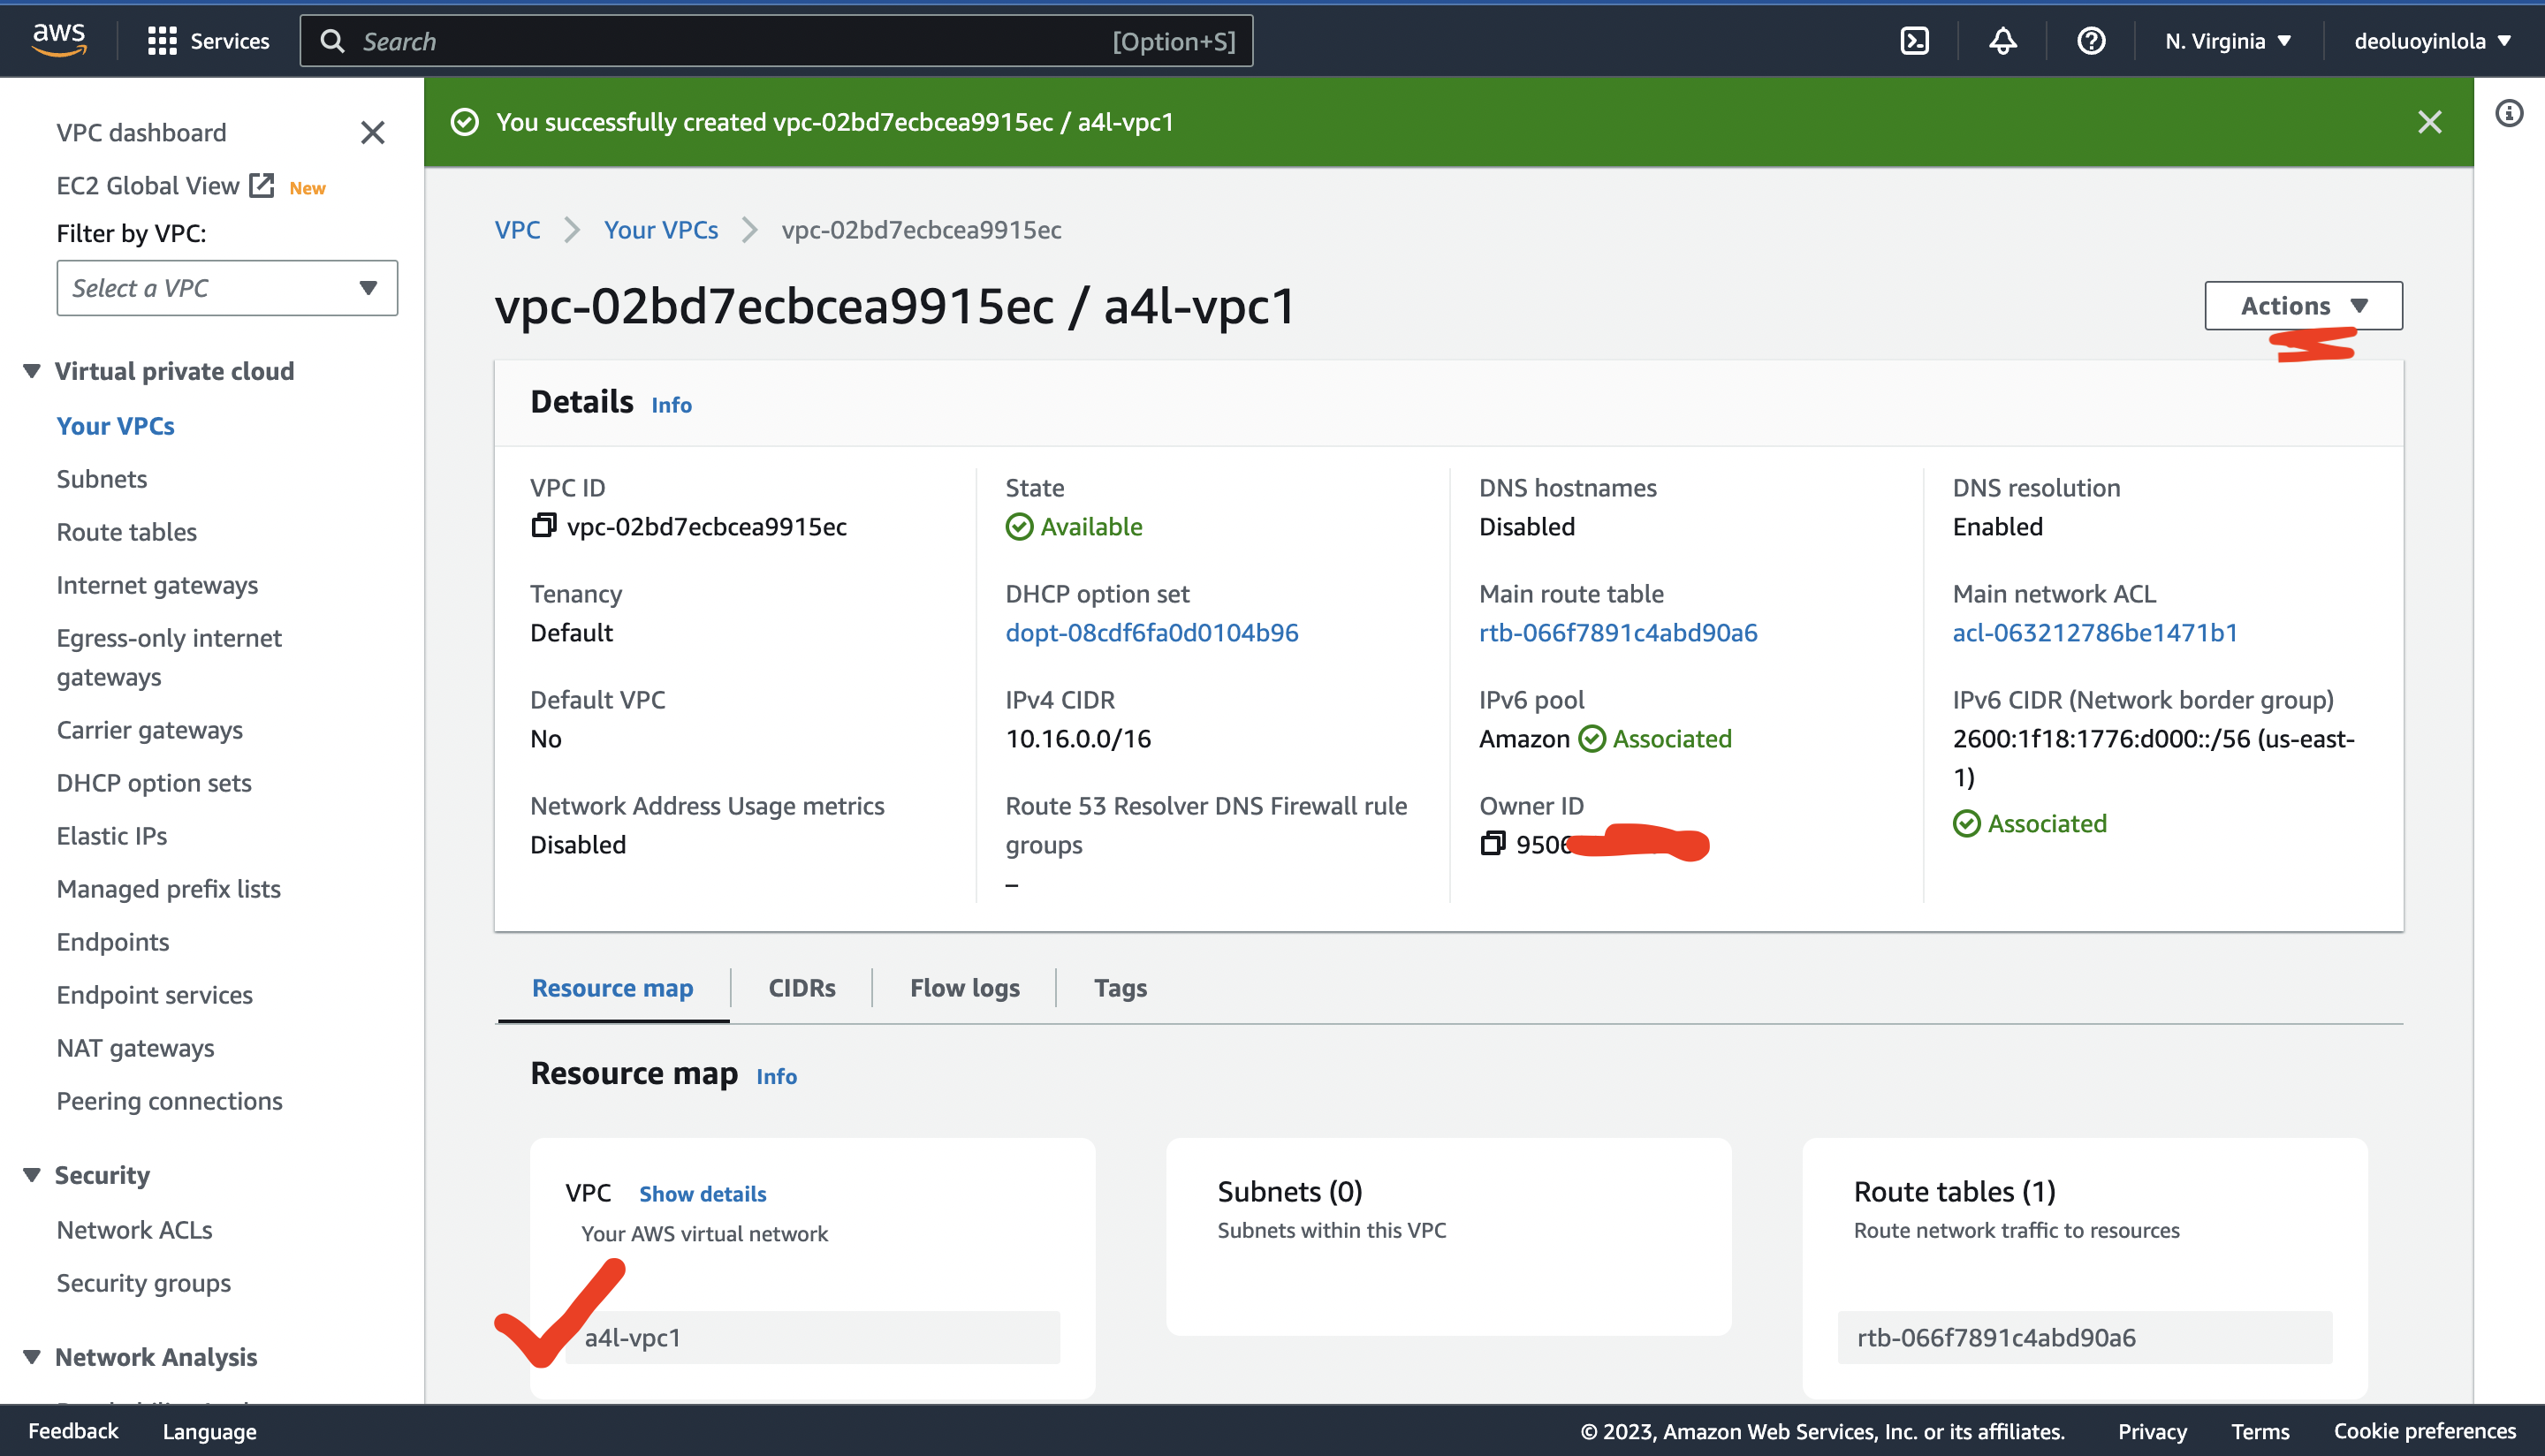 aws
Services
Search
[Option+S]
N. Virginia
deoluoyinlola
VPC dashboard
EC2 Global View New
Filter by VPC:
Select a VPC
Virtual private cloud
Your VPCs
Subnets
Route tables
Internet gateways
Egress-only internet
gateways
Carrier gateways
DHCP option sets
Elastic IPs
Managed prefix lists
Endpoints
Endpoint services
NAT gateways
Peering connections
Security
Network ACLs
Security groups
Network Analysis
You successfully created vpc-02bd7ecbcea9915ec / a4l-vpc1
VPC
Your VPCs
vpc-02bd7ecbcea9915ec
vpc-02bd7ecbcea9915ec / a4l-vpc1
Actions
Details Info
VPC ID
vpc-02bd7ecbcea9915ec
State
Available
DNS hostnames
Disabled
DNS resolution
Enabled
Tenancy
Default
DHCP option set
dopt-08cdf6fa0d0104b96
Main route table
rtb-066f7891c4abd90a6
Main network ACL
acl-063212786be1471b1
Default VPC
No
IPv4 CIDR
10.16.0.0/16
IPv6 pool
Amazon Associated
IPv6 CIDR (Network border group)
2600:1f18:1776:d000::/56 (us-east-
1)
Associated
Network Address Usage metrics
Disabled
Route 53 Resolver DNS Firewall rule
groups
–
Owner ID
9506
Resource map
CIDRs
Flow logs
Tags
Resource map Info
VPC Show details
Your AWS virtual network
a4l-vpc1
Subnets (0)
Subnets within this VPC
Route tables (1)
Route network traffic to resources
rtb-066f7891c4abd90a6
Feedback
Language
© 2023, Amazon Web Services, Inc. or its affiliates.
Privacy
Terms
Cookie preferences